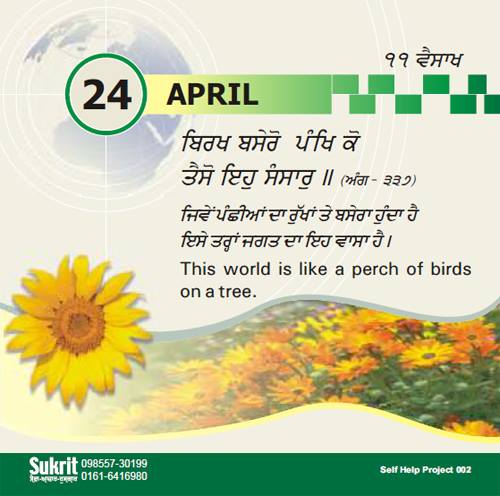 ੧੧ ਵੈਸਾਖ
24 APRIL
ਬਿਰਖ ਬਸੇਰੋ ਪੰਖਿ ਕੋ
ਤੈਸੋ ਇਹੁ ਸੰਸਾਰੁ ॥ (ਅੰਗ - ੩੩੭)
ਜਿਵੇਂ ਪੰਛੀਆਂ ਦਾ ਰੁੱਖਾਂ ਤੇ ਬਸੇਰਾ ਹੁੰਦਾ ਹੈ
ਇਸੇ ਤਰ੍ਹਾਂ ਜਗਤ ਦਾ ਇਹ ਵਾਸਾ ਹੈ।
This world is like a perch of birds
on a tree.
Sukrit 098557-30199
0161-6416980
Self Help Project 002